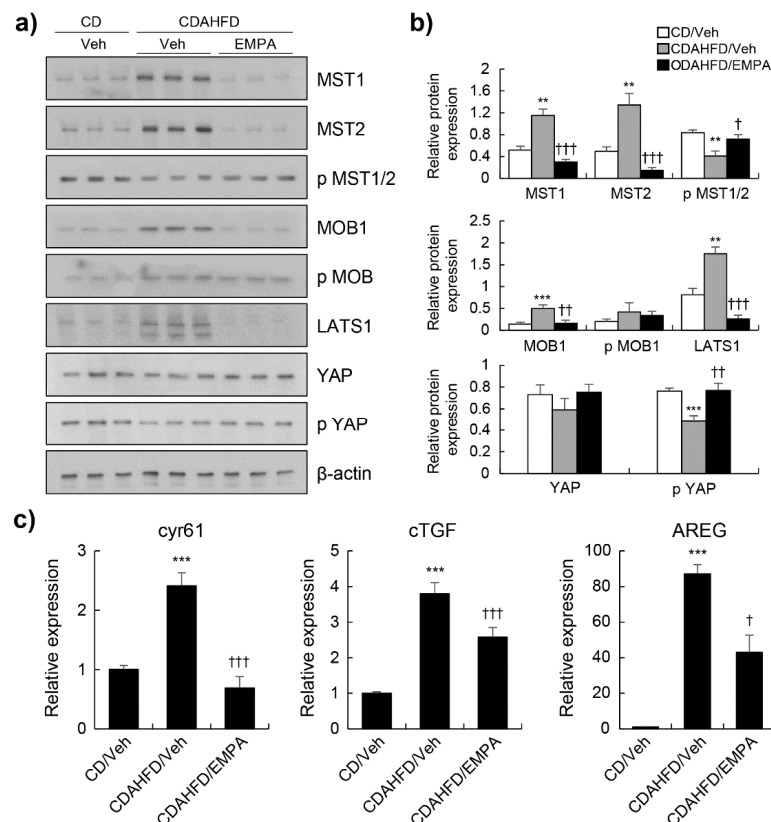 a)
CD CDAHFD
Veh Veh EMPA
MST1
MST2
p MST1/2
MOB1
p MOB
LATS1
YAP
p YAP
β-actin
b)
CD/Veh
CDAHFD/Veh
ODAHFD/EMPA
Relative protein
expression
2
1.6
1.2
0.8
0.4
0
** ††† ** ††† ** †
MST1 MST2 p MST1/2
Relative protein
expression
2.5
2
1.5
1
0.5
0
*** †† ** †††
MOB1 p MOB1 LATS1
Relative protein
expression
1
0.8
0.6
0.4
0.2
0
*** ††
YAP p YAP
c)
cyr61
Relative expression
3
2
1
0
*** †††
CD/Veh CDAHFD/Veh CDAHFD/EMPA
cTGF
Relative expression
5
4
3
2
1
0
*** †††
CD/Veh CDAHFD/Veh CDAHFD/EMPA
AREG
Relative expression
100
80
60
40
20
0
*** †
CD/Veh CDAHFD/Veh CDAHFD/EMPA